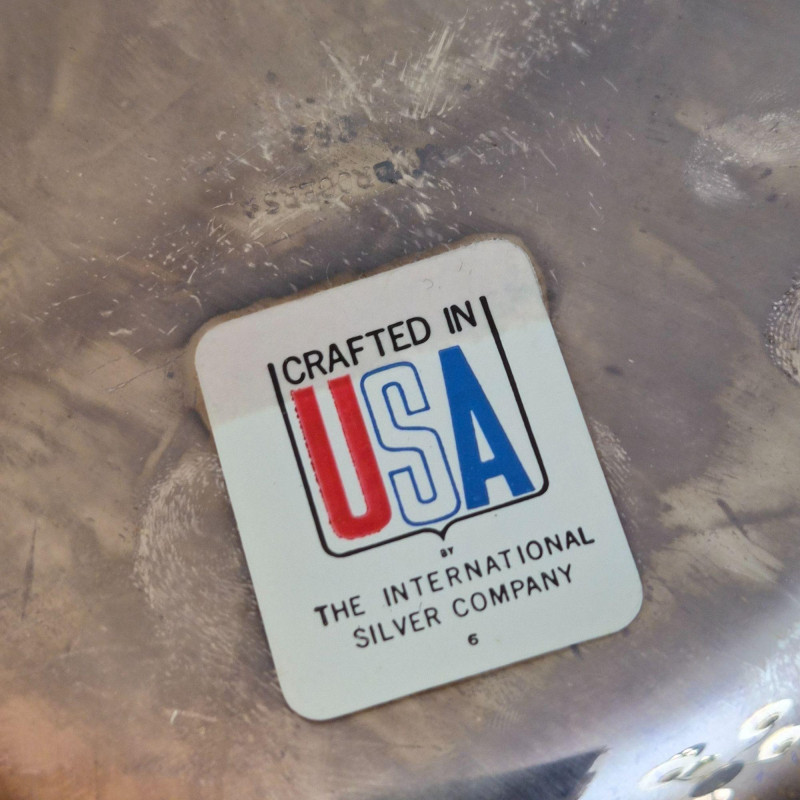 CRAFTED IN
USA
BY
THE INTERNATIONAL
SILVER COMPANY
6